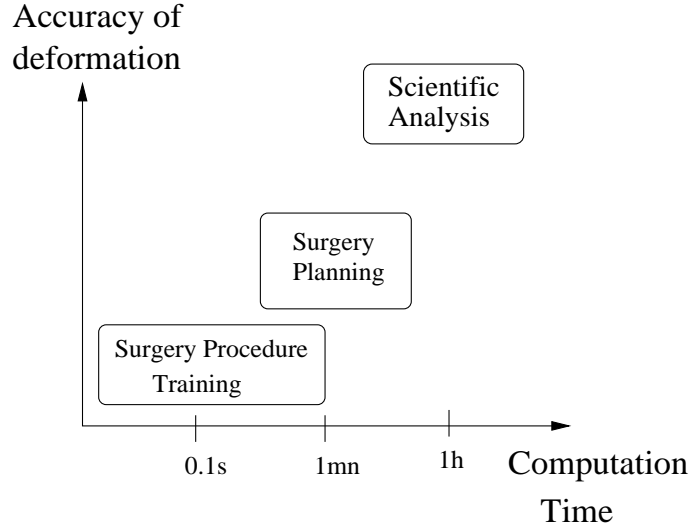 Accuracy of
deformation
Scientific
Analysis
Surgery
Planning
Surgery Procedure
Training
0.1s
1mn
1h
Computation
Time